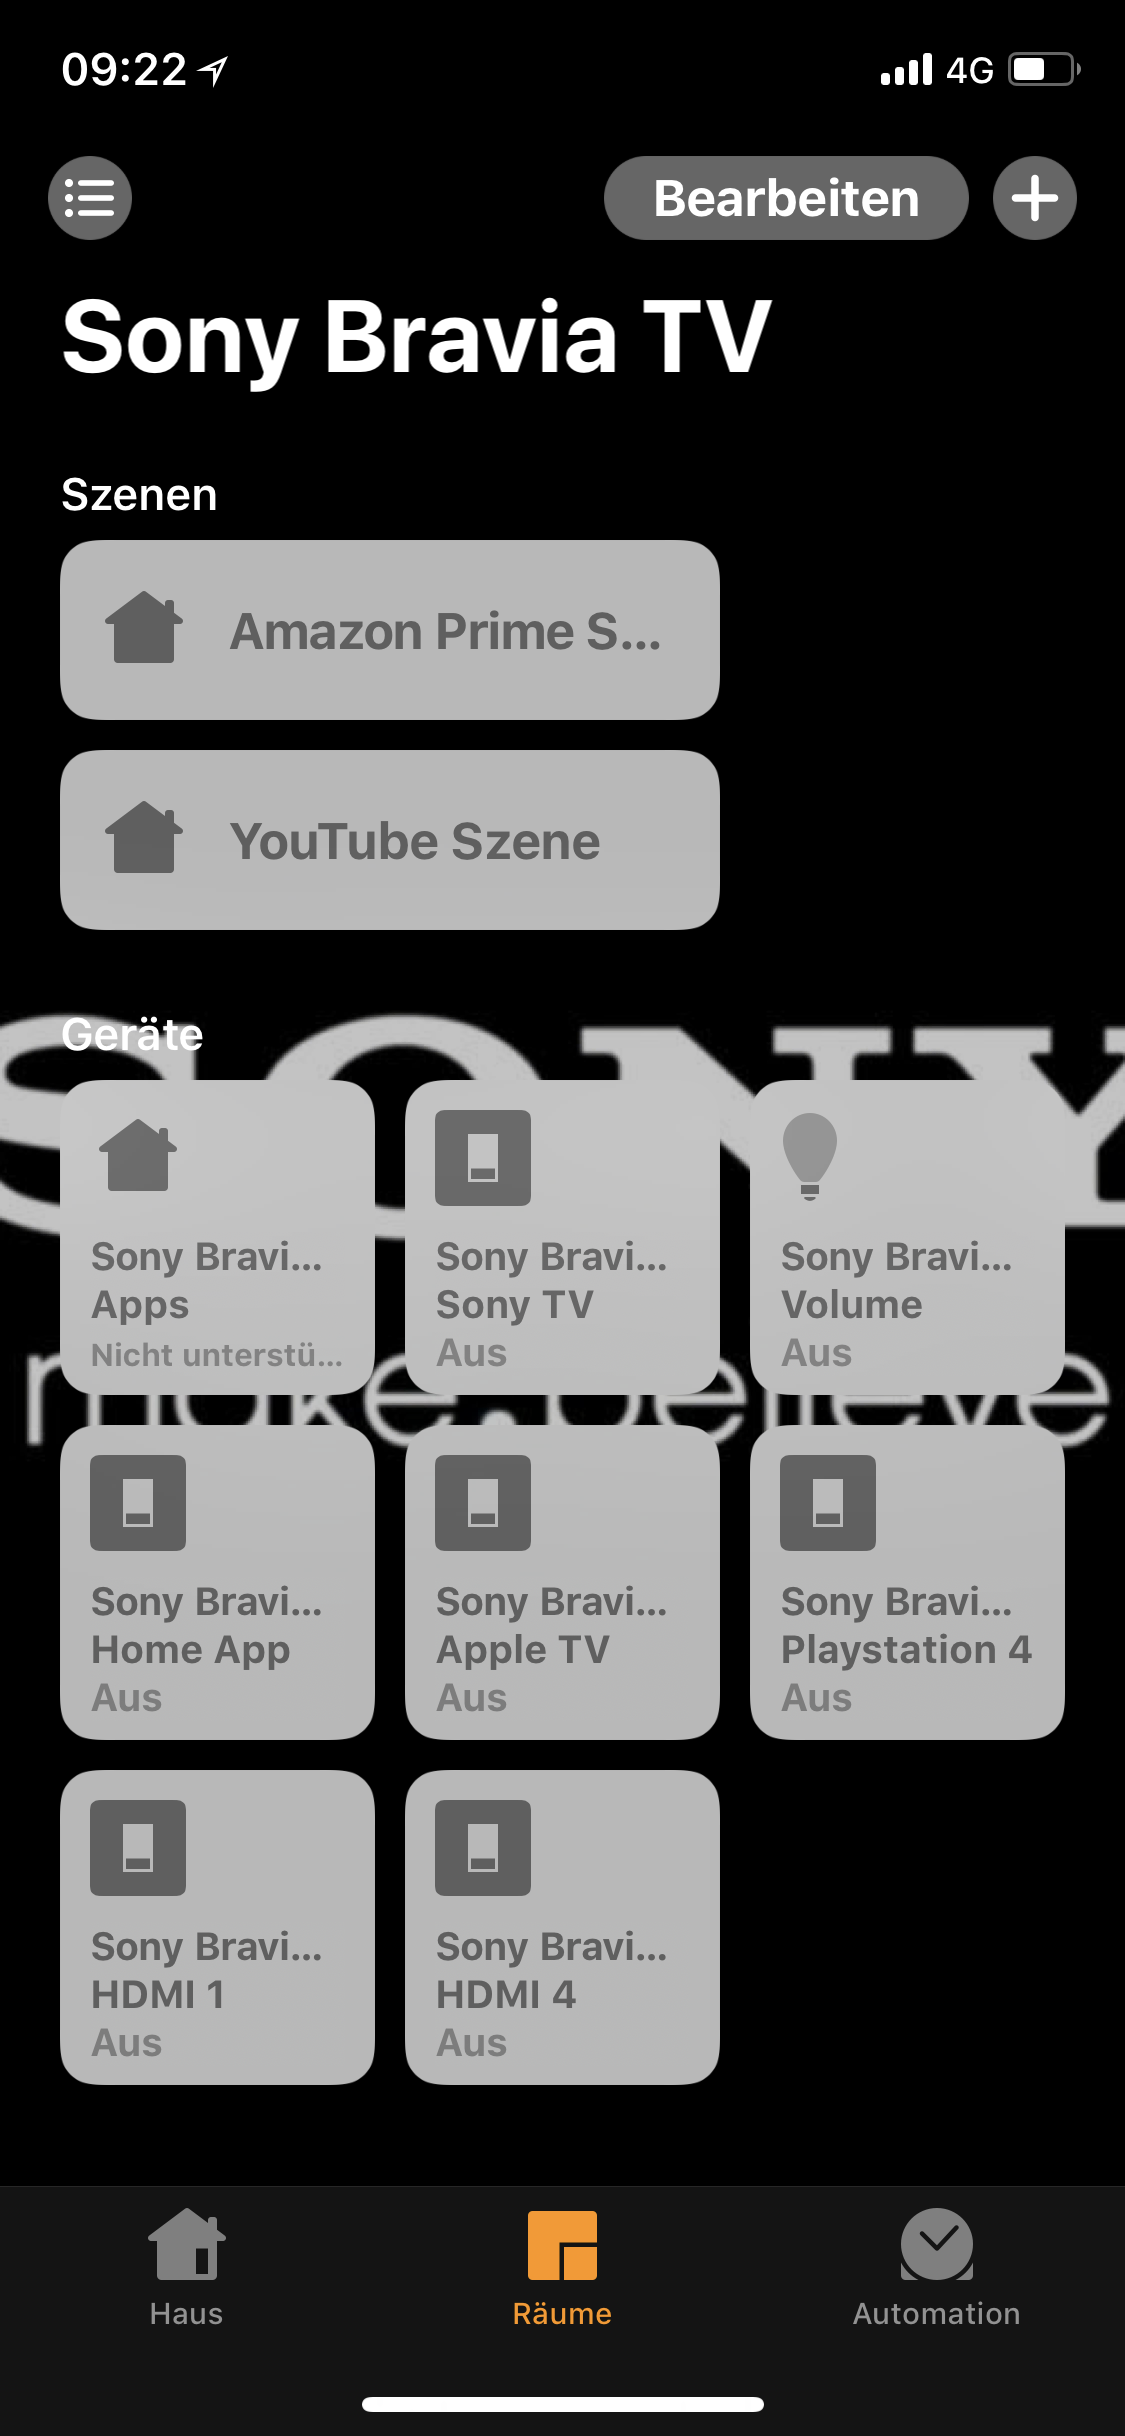 09:22
4G
Bearbeiten
Sony Bravia TV
Szenen
Amazon Prime S...
YouTube Szene
SONY
Geräte
Sony Bravi...
Apps
Nicht unterstü...
Sony Bravi...
Sony TV
Aus
Sony Bravi...
Volume
Aus
make.believe
Sony Bravi...
Home App
Aus
Sony Bravi...
Apple TV
Aus
Sony Bravi...
Playstation 4
Aus
Sony Bravi...
HDMI 1
Aus
Sony Bravi...
HDMI 4
Aus
Haus
Räume
Automation